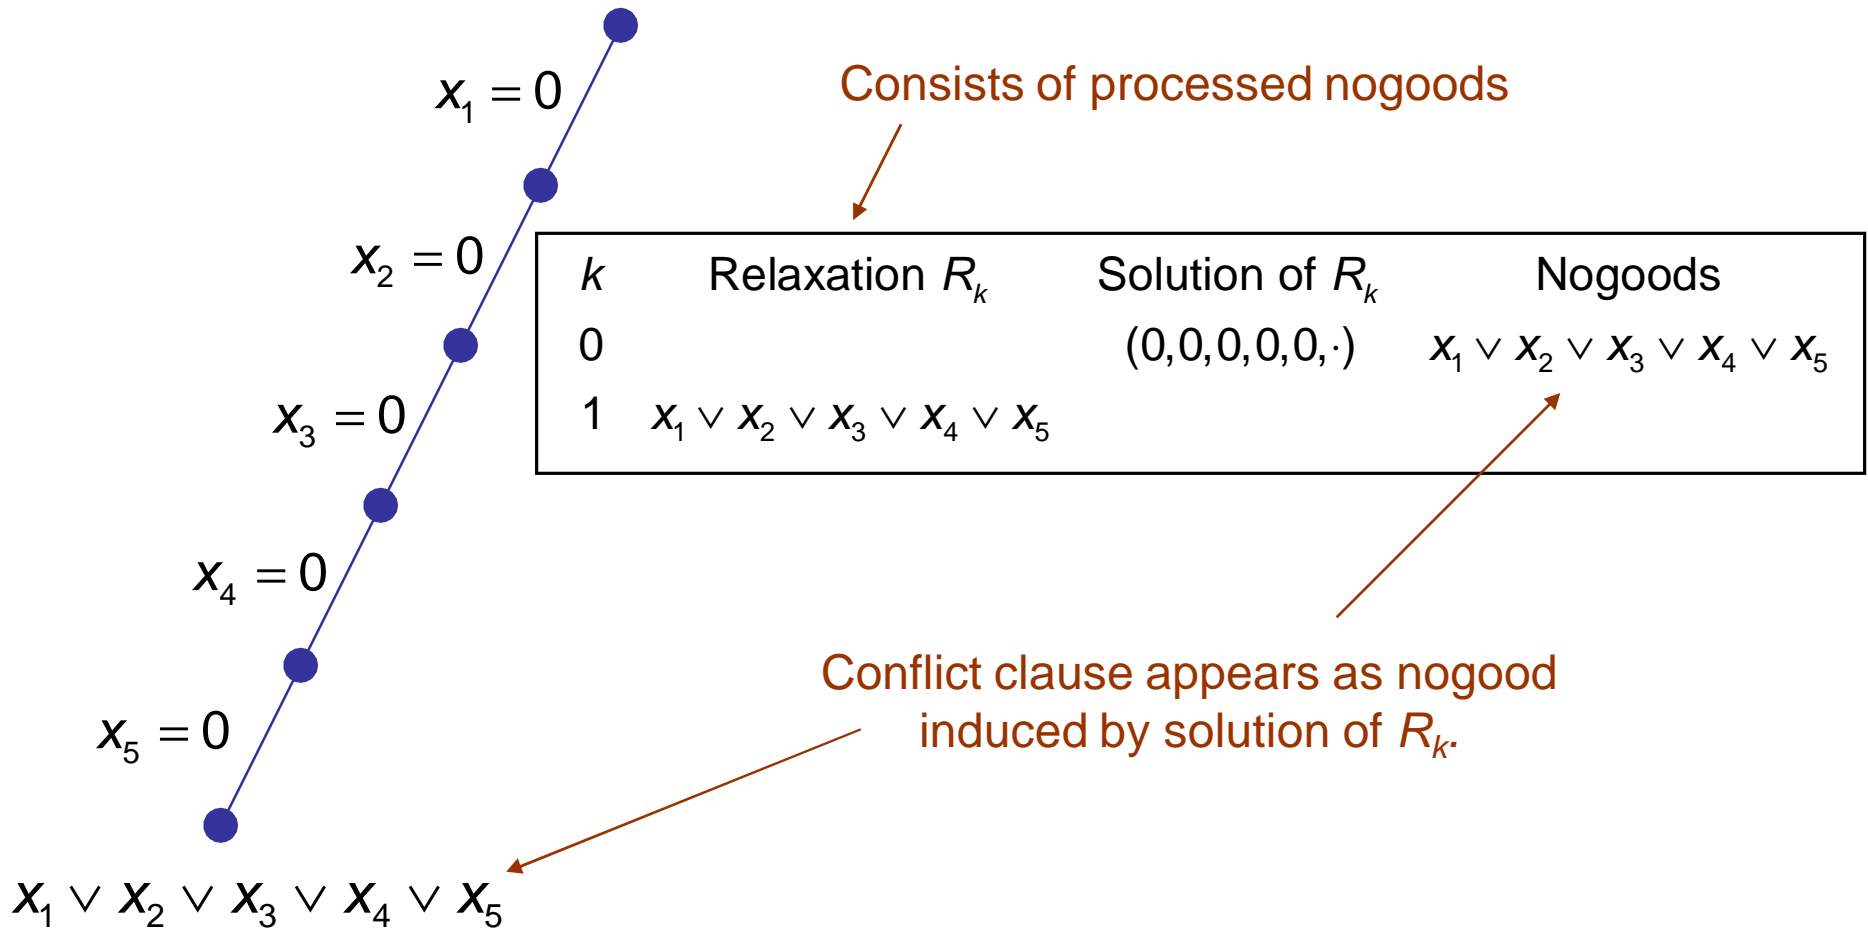 x₁ = 0
Consists of processed nogoods
x₂ = 0
k Relaxation Rₖ Solution of Rₖ Nogoods
0 (0,0,0,0,0,·) x₁ ∨ x₂ ∨ x₃ ∨ x₄ ∨ x₅
1 x₁ ∨ x₂ ∨ x₃ ∨ x₄ ∨ x₅
x₃ = 0
x₄ = 0
Conflict clause appears as nogood
induced by solution of Rₖ.
x₅ = 0
x₁ ∨ x₂ ∨ x₃ ∨ x₄ ∨ x₅